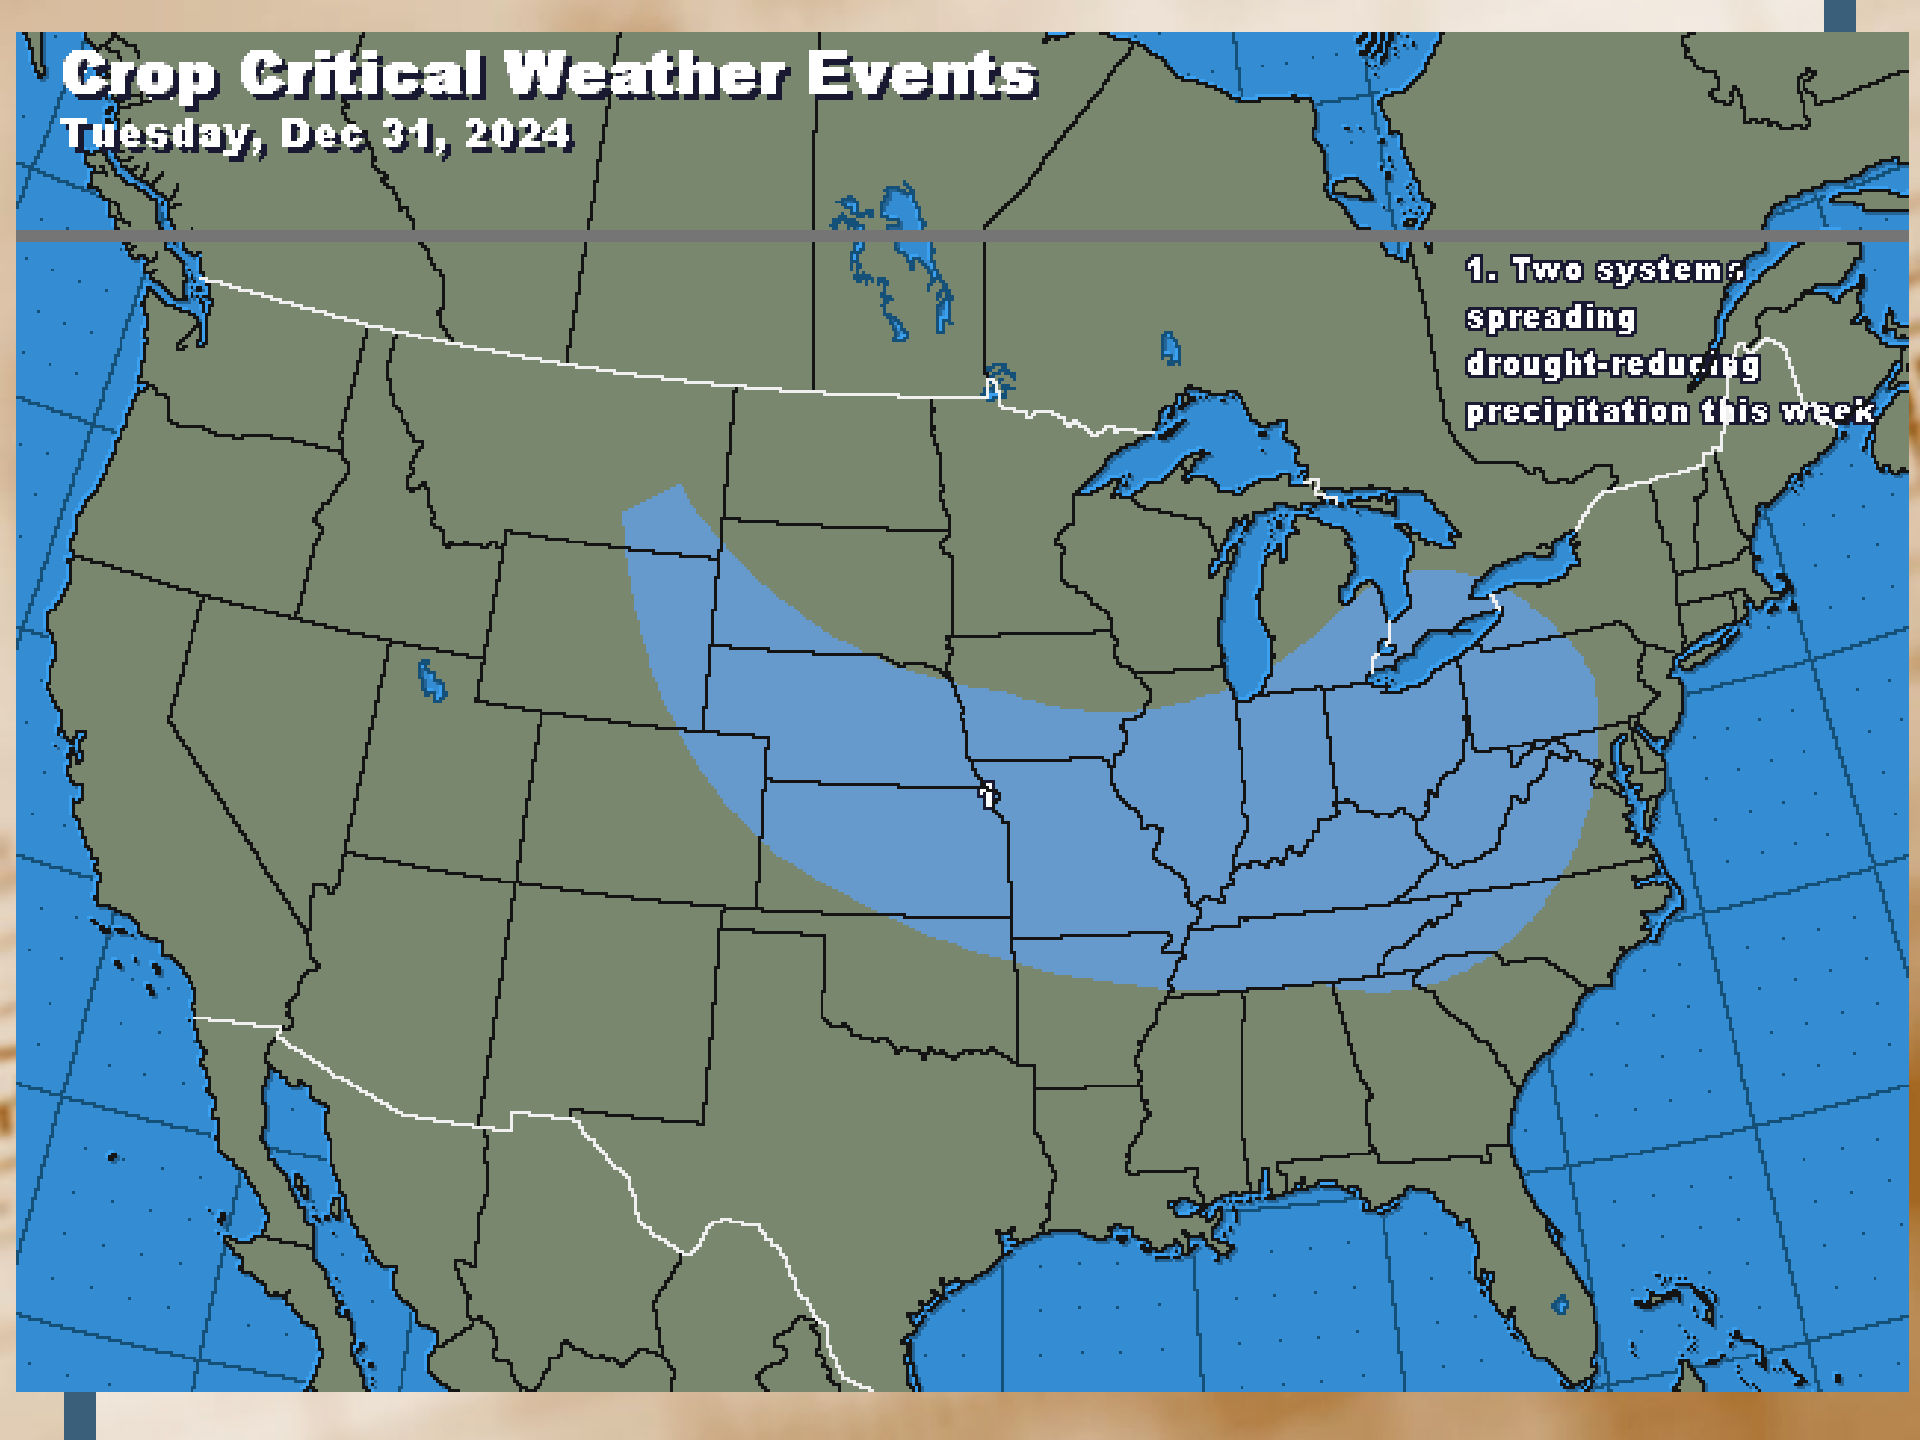 Crop Critical Weather Events
Tuesday, Dec 31, 2024
1. Two systems
spreading
drought-reducing
precipitation this week